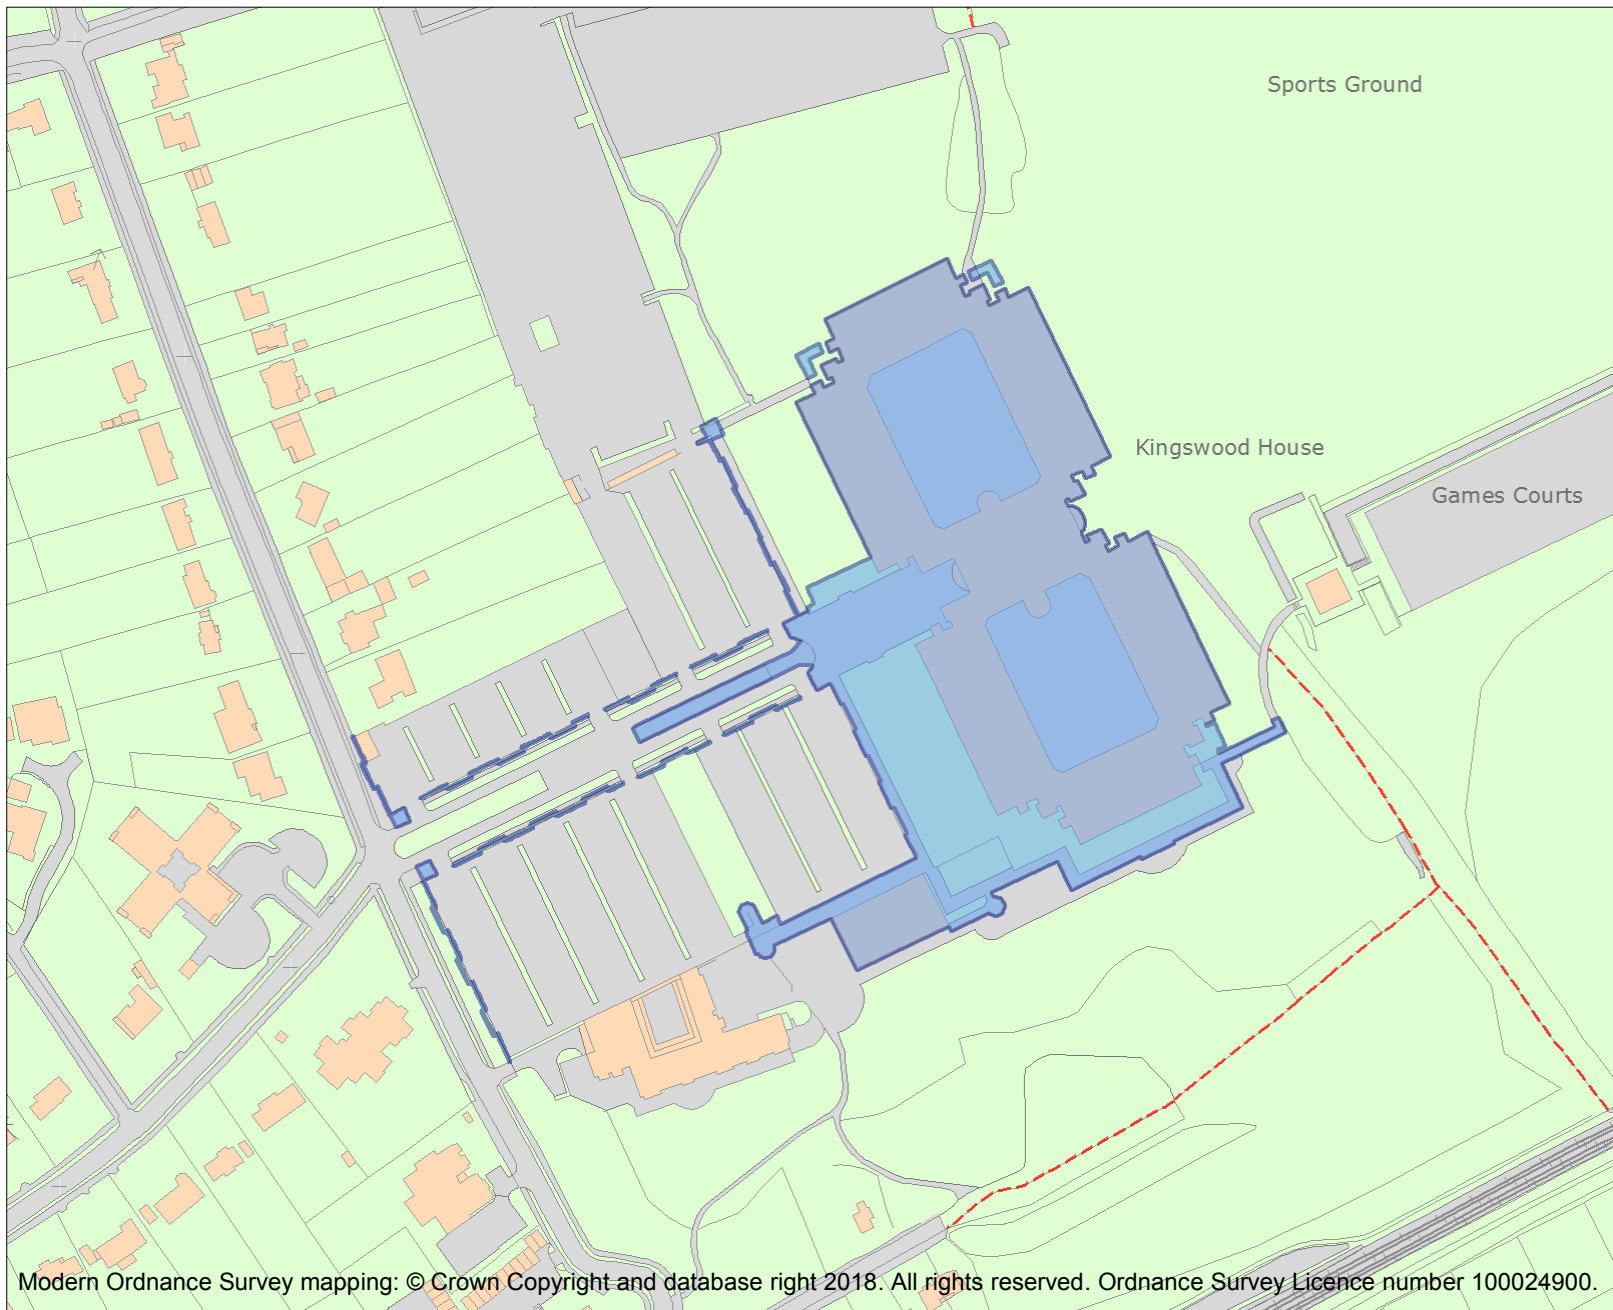 Sports Ground
Kingswood House
Games Courts
Modern Ordnance Survey mapping: © Crown Copyright and database right 2018. All rights reserved. Ordnance Survey Licence number 100024900.